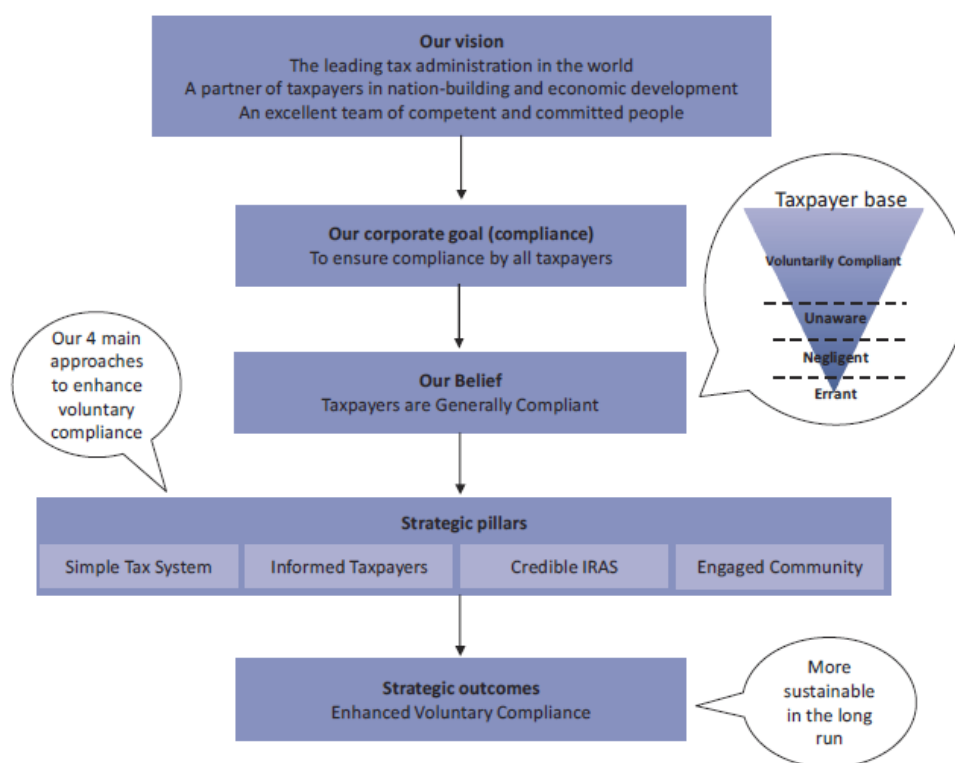 Our vision
The leading tax administration in the world
A partner of taxpayers in nation-building and economic development
An excellent team of competent and committed people
Taxpayer base
Voluntarily Compliant
Unaware
Negligent
Errant
Our corporate goal (compliance)
To ensure compliance by all taxpayers
Our 4 main
approaches
to enhance
voluntary
compliance
Our Belief
Taxpayers are Generally Compliant
Strategic pillars
Simple Tax System
Informed Taxpayers
Credible IRAS
Engaged Community
Strategic outcomes
Enhanced Voluntary Compliance
More
sustainable
in the long
run